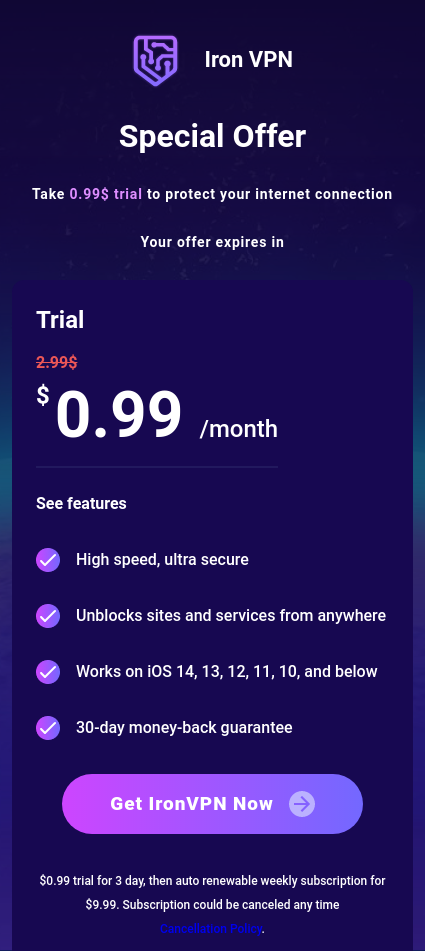 Iron VPN
Special Offer
Take 0.99$ trial to protect your internet connection
Your offer expires in
Trial
2.99$
$ 0.99 /month
See features
High speed, ultra secure
Unblocks sites and services from anywhere
Works on iOS 14, 13, 12, 11, 10, and below
30-day money-back guarantee
Get IronVPN Now
$0.99 trial for 3 day, then auto renewable weekly subscription for
$9.99. Subscription could be canceled any time
Cancellation Policy.